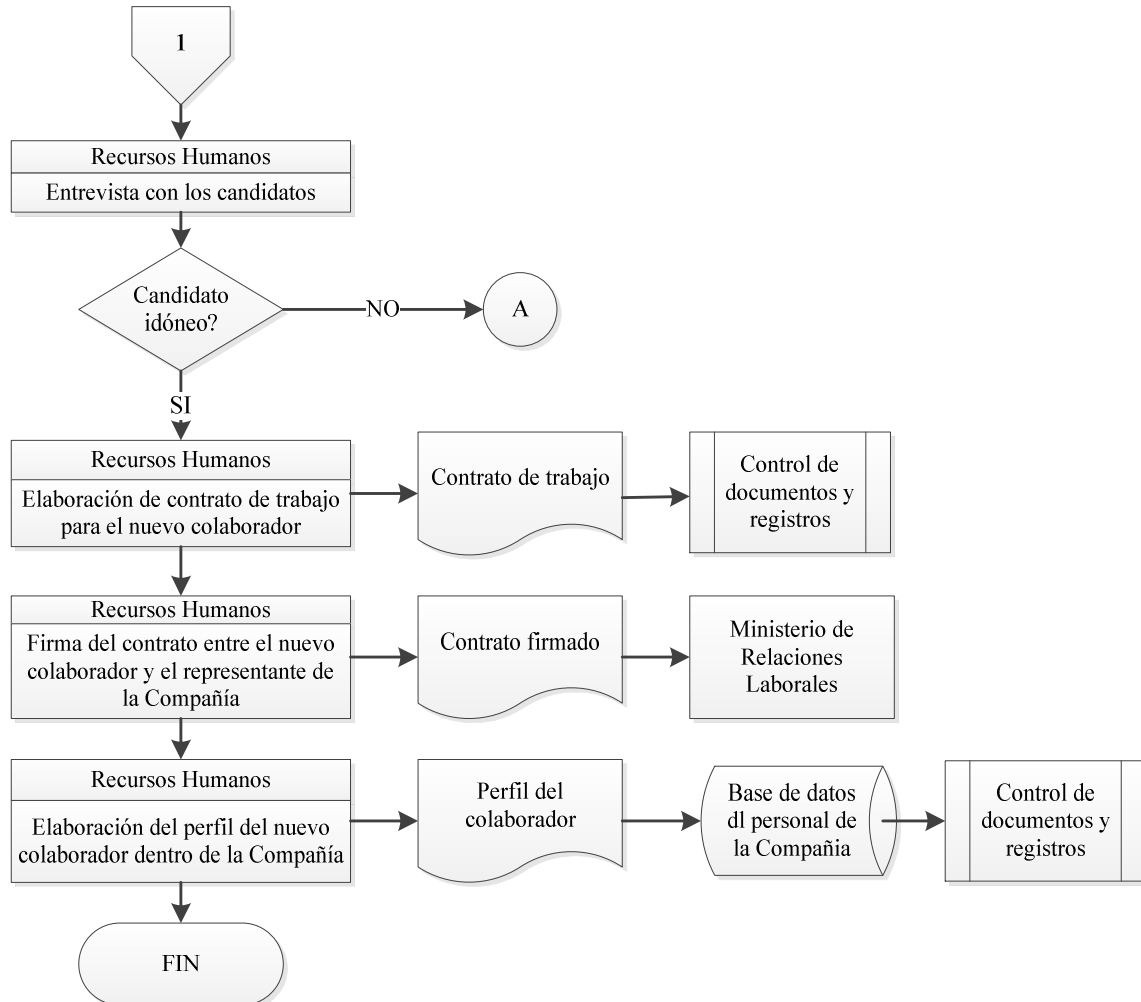 1
Recursos Humanos
Entrevista con los candidatos
Candidato
idóneo?
NO
A
SI
Recursos Humanos
Elaboración de contrato de trabajo
para el nuevo colaborador
Contrato de trabajo
Control de
documentos y
registros
Recursos Humanos
Firma del contrato entre el nuevo
colaborador y el representante de
la Compañía
Contrato firmado
Ministerio de
Relaciones
Laborales
Recursos Humanos
Elaboración del perfil del nuevo
colaborador dentro de la Compañía
Perfil del
colaborador
Base de datos
dl personal de
la Compañia
Control de
documentos y
registros
FIN